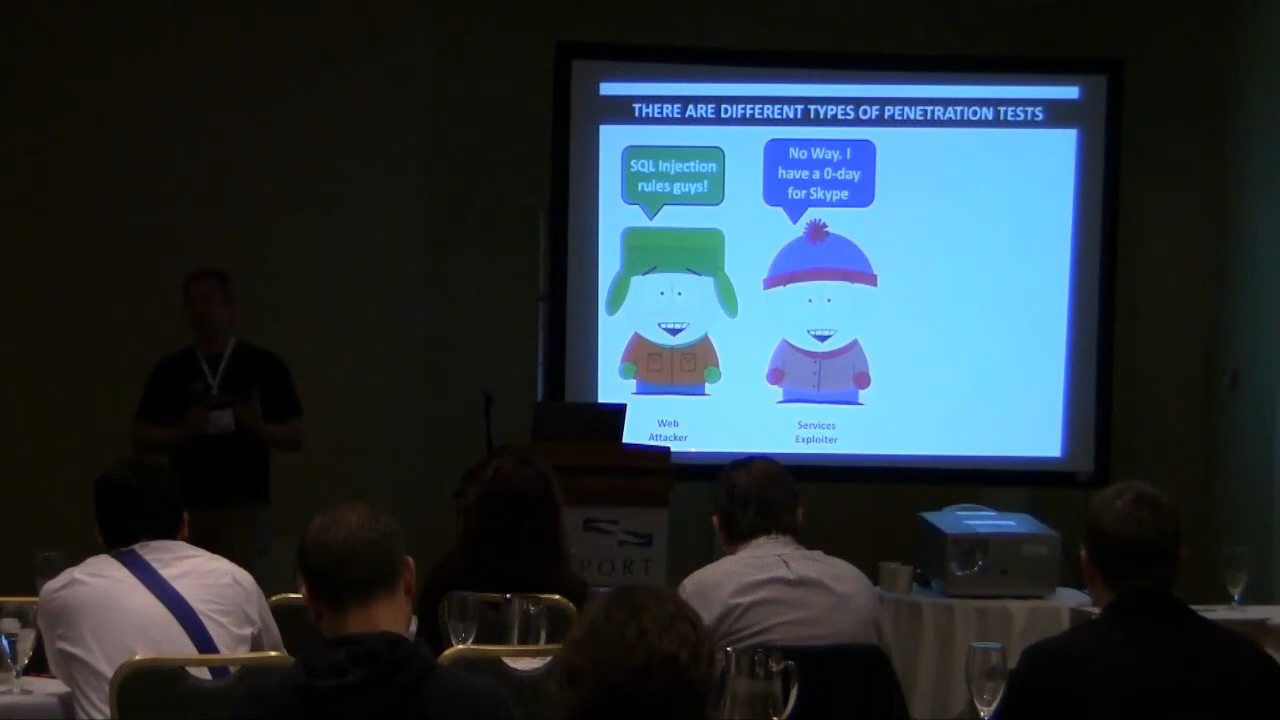 THERE ARE DIFFERENT TYPES OF PENETRATION TESTS
SQL Injection
rules guys!
No Way. I
have a 0-day
for Skype
Web
Attacker
Services
Exploiter
PORT